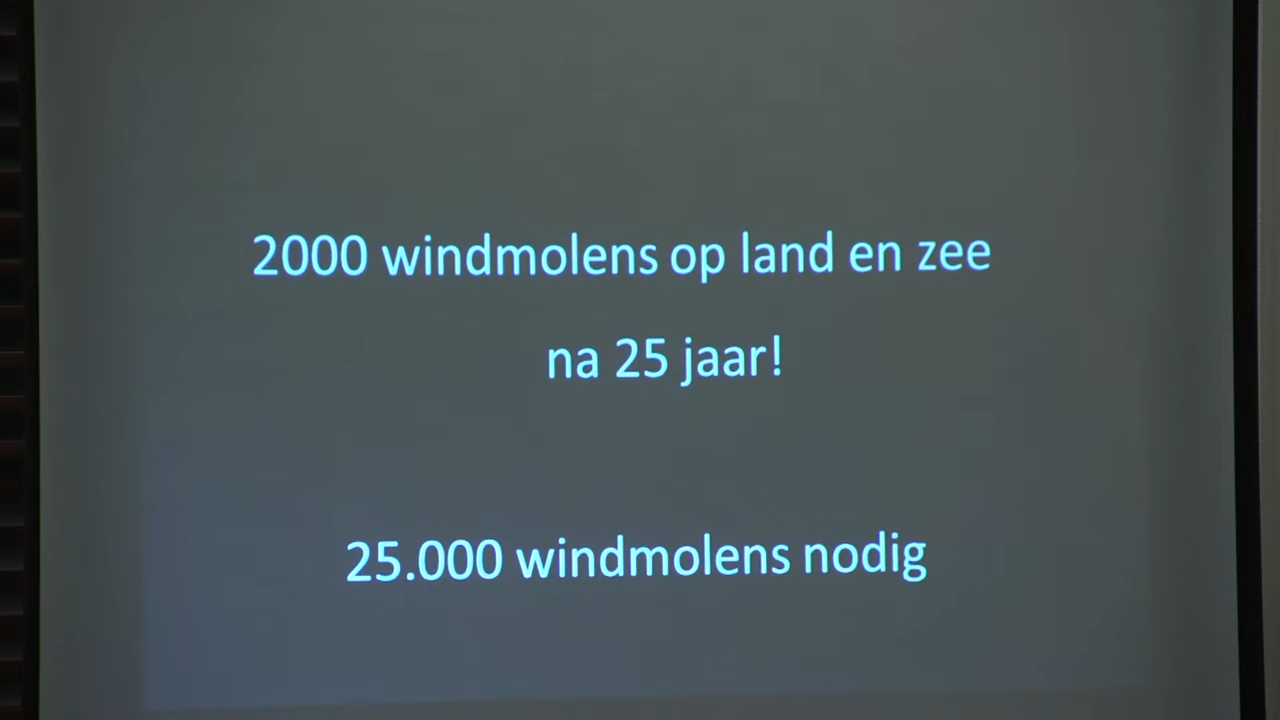 2000 windmolens op land en zee
na 25 jaar!
25.000 windmolens nodig